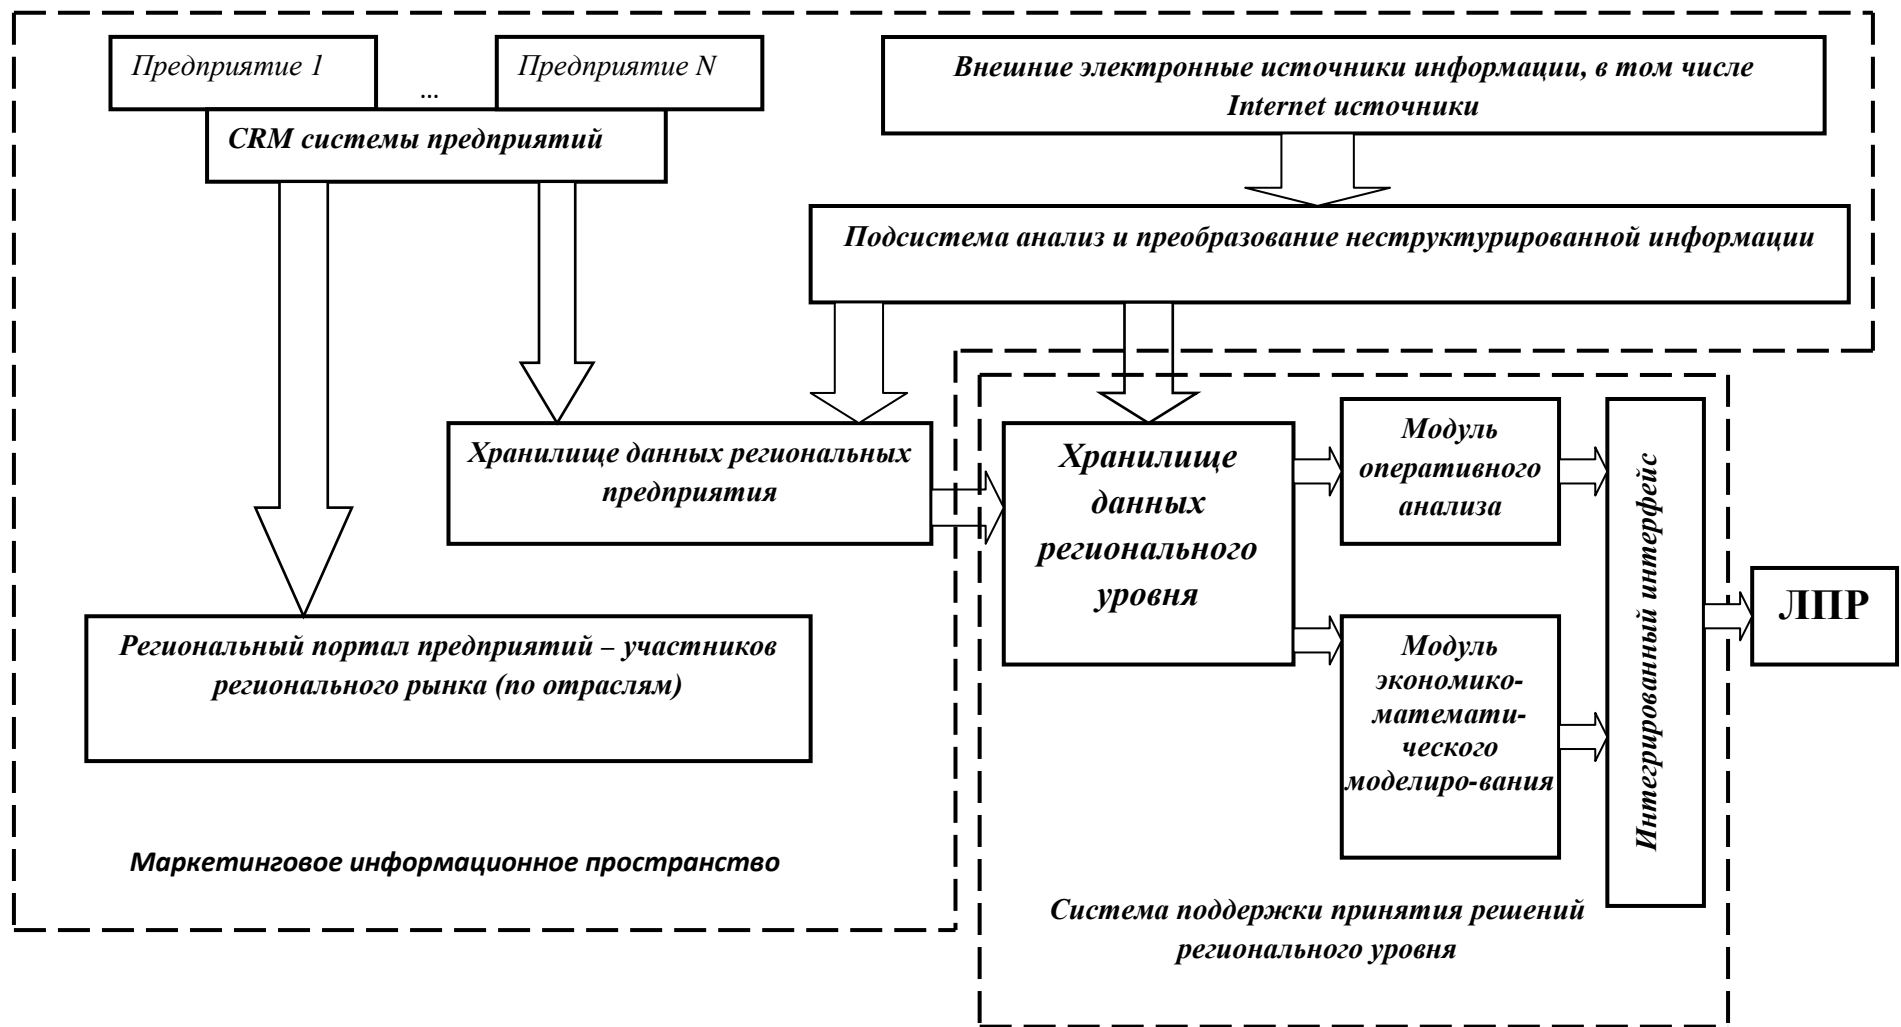 Предприятие 1
...
Предприятие N
CRM системы предприятий
Внешние электронные источники информации, в том числе
Internet источники
Подсистема анализ и преобразование неструктурированной информации
Хранилище данных региональных
предприятия
Региональный портал предприятий – участников
регионального рынка (по отраслям)
Маркетинговое информационное пространство
Хранилище
данных
регионального
уровня
Модуль
оперативного
анализа
Модуль
экономико-
математи-
ческого
моделиро-вания
Интегрированный интерфейс
ЛПР
Система поддержки принятия решений
регионального уровня